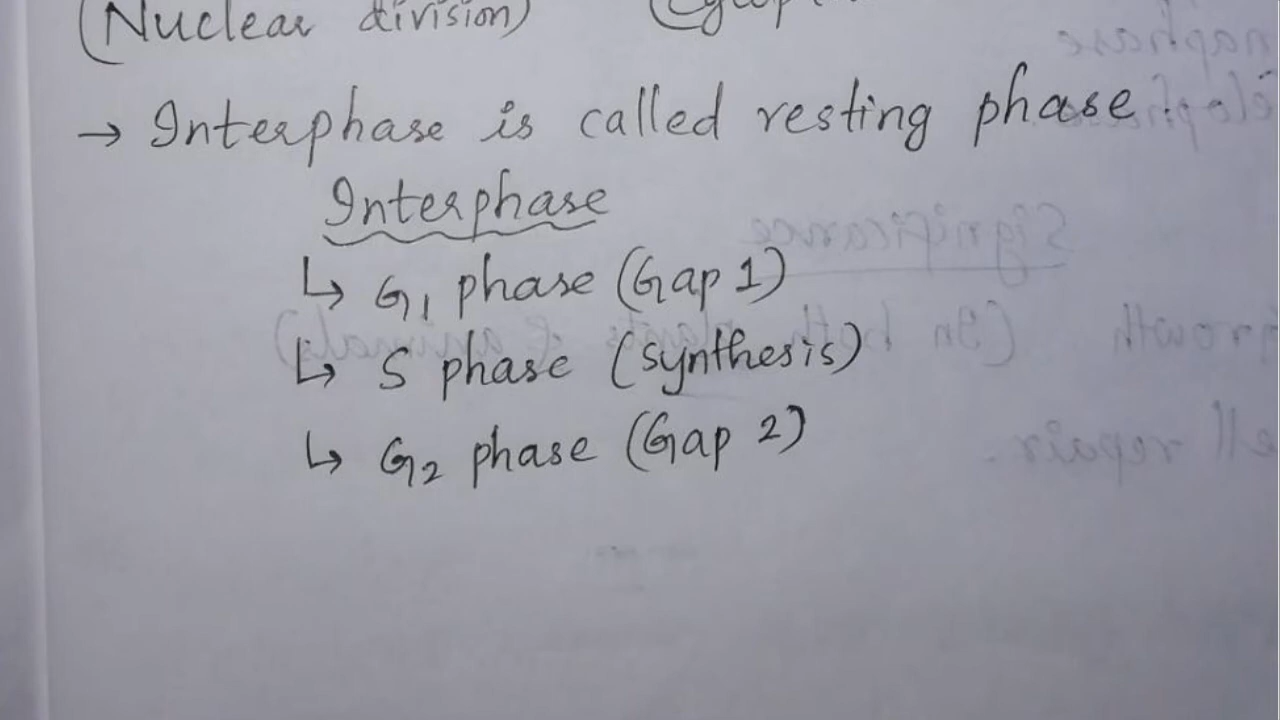 (Nuclear division)
→ Interphase is called resting phase.
Interphase
↳ G1 phase (Gap 1)
↳ S phase (synthesis)
↳ G2 phase (Gap 2)